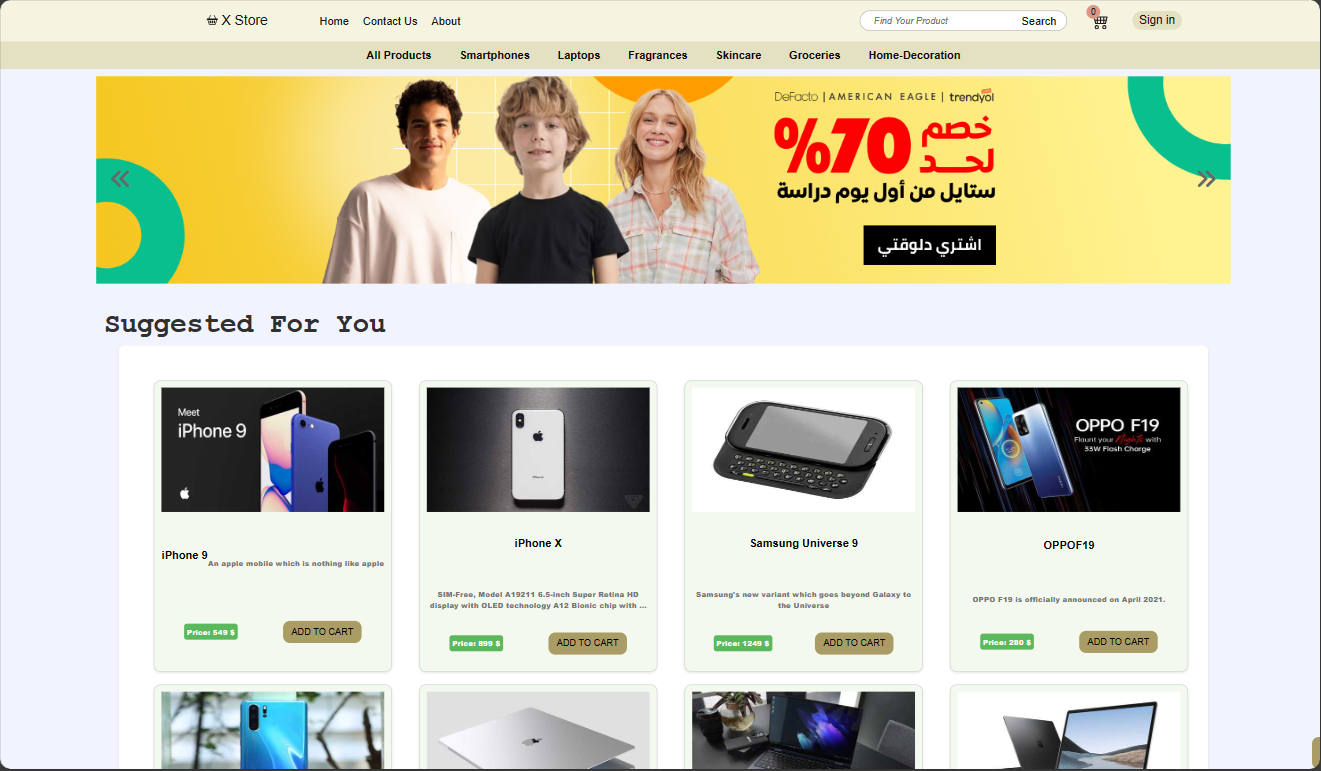 X Store
Home Contact Us About
Find Your Product Search
0
Sign in
All Products Smartphones Laptops Fragrances Skincare Groceries Home-Decoration
DeFacto | AMERICAN EAGLE | trendyol
خصم
لحد
%70
ستايل من أول يوم دراسة
اشتري دلوقتي
Suggested For You
Meet
iPhone 9
iPhone 9
An apple mobile which is nothing like apple
Price: 549 $
ADD TO CART
iPhone X
SIM-Free, Model A19211 6.5-inch Super Retina HD
display with OLED technology A12 Bionic chip with ...
Price: 899 $
ADD TO CART
Samsung Universe 9
Samsung's new variant which goes beyond Galaxy to
the Universe
Price: 1249 $
ADD TO CART
OPPO F19
Flaunt your Nights with
33W Flash Charge
OPPOF19
OPPO F19 is officially announced on April 2021.
Price: 280 $
ADD TO CART